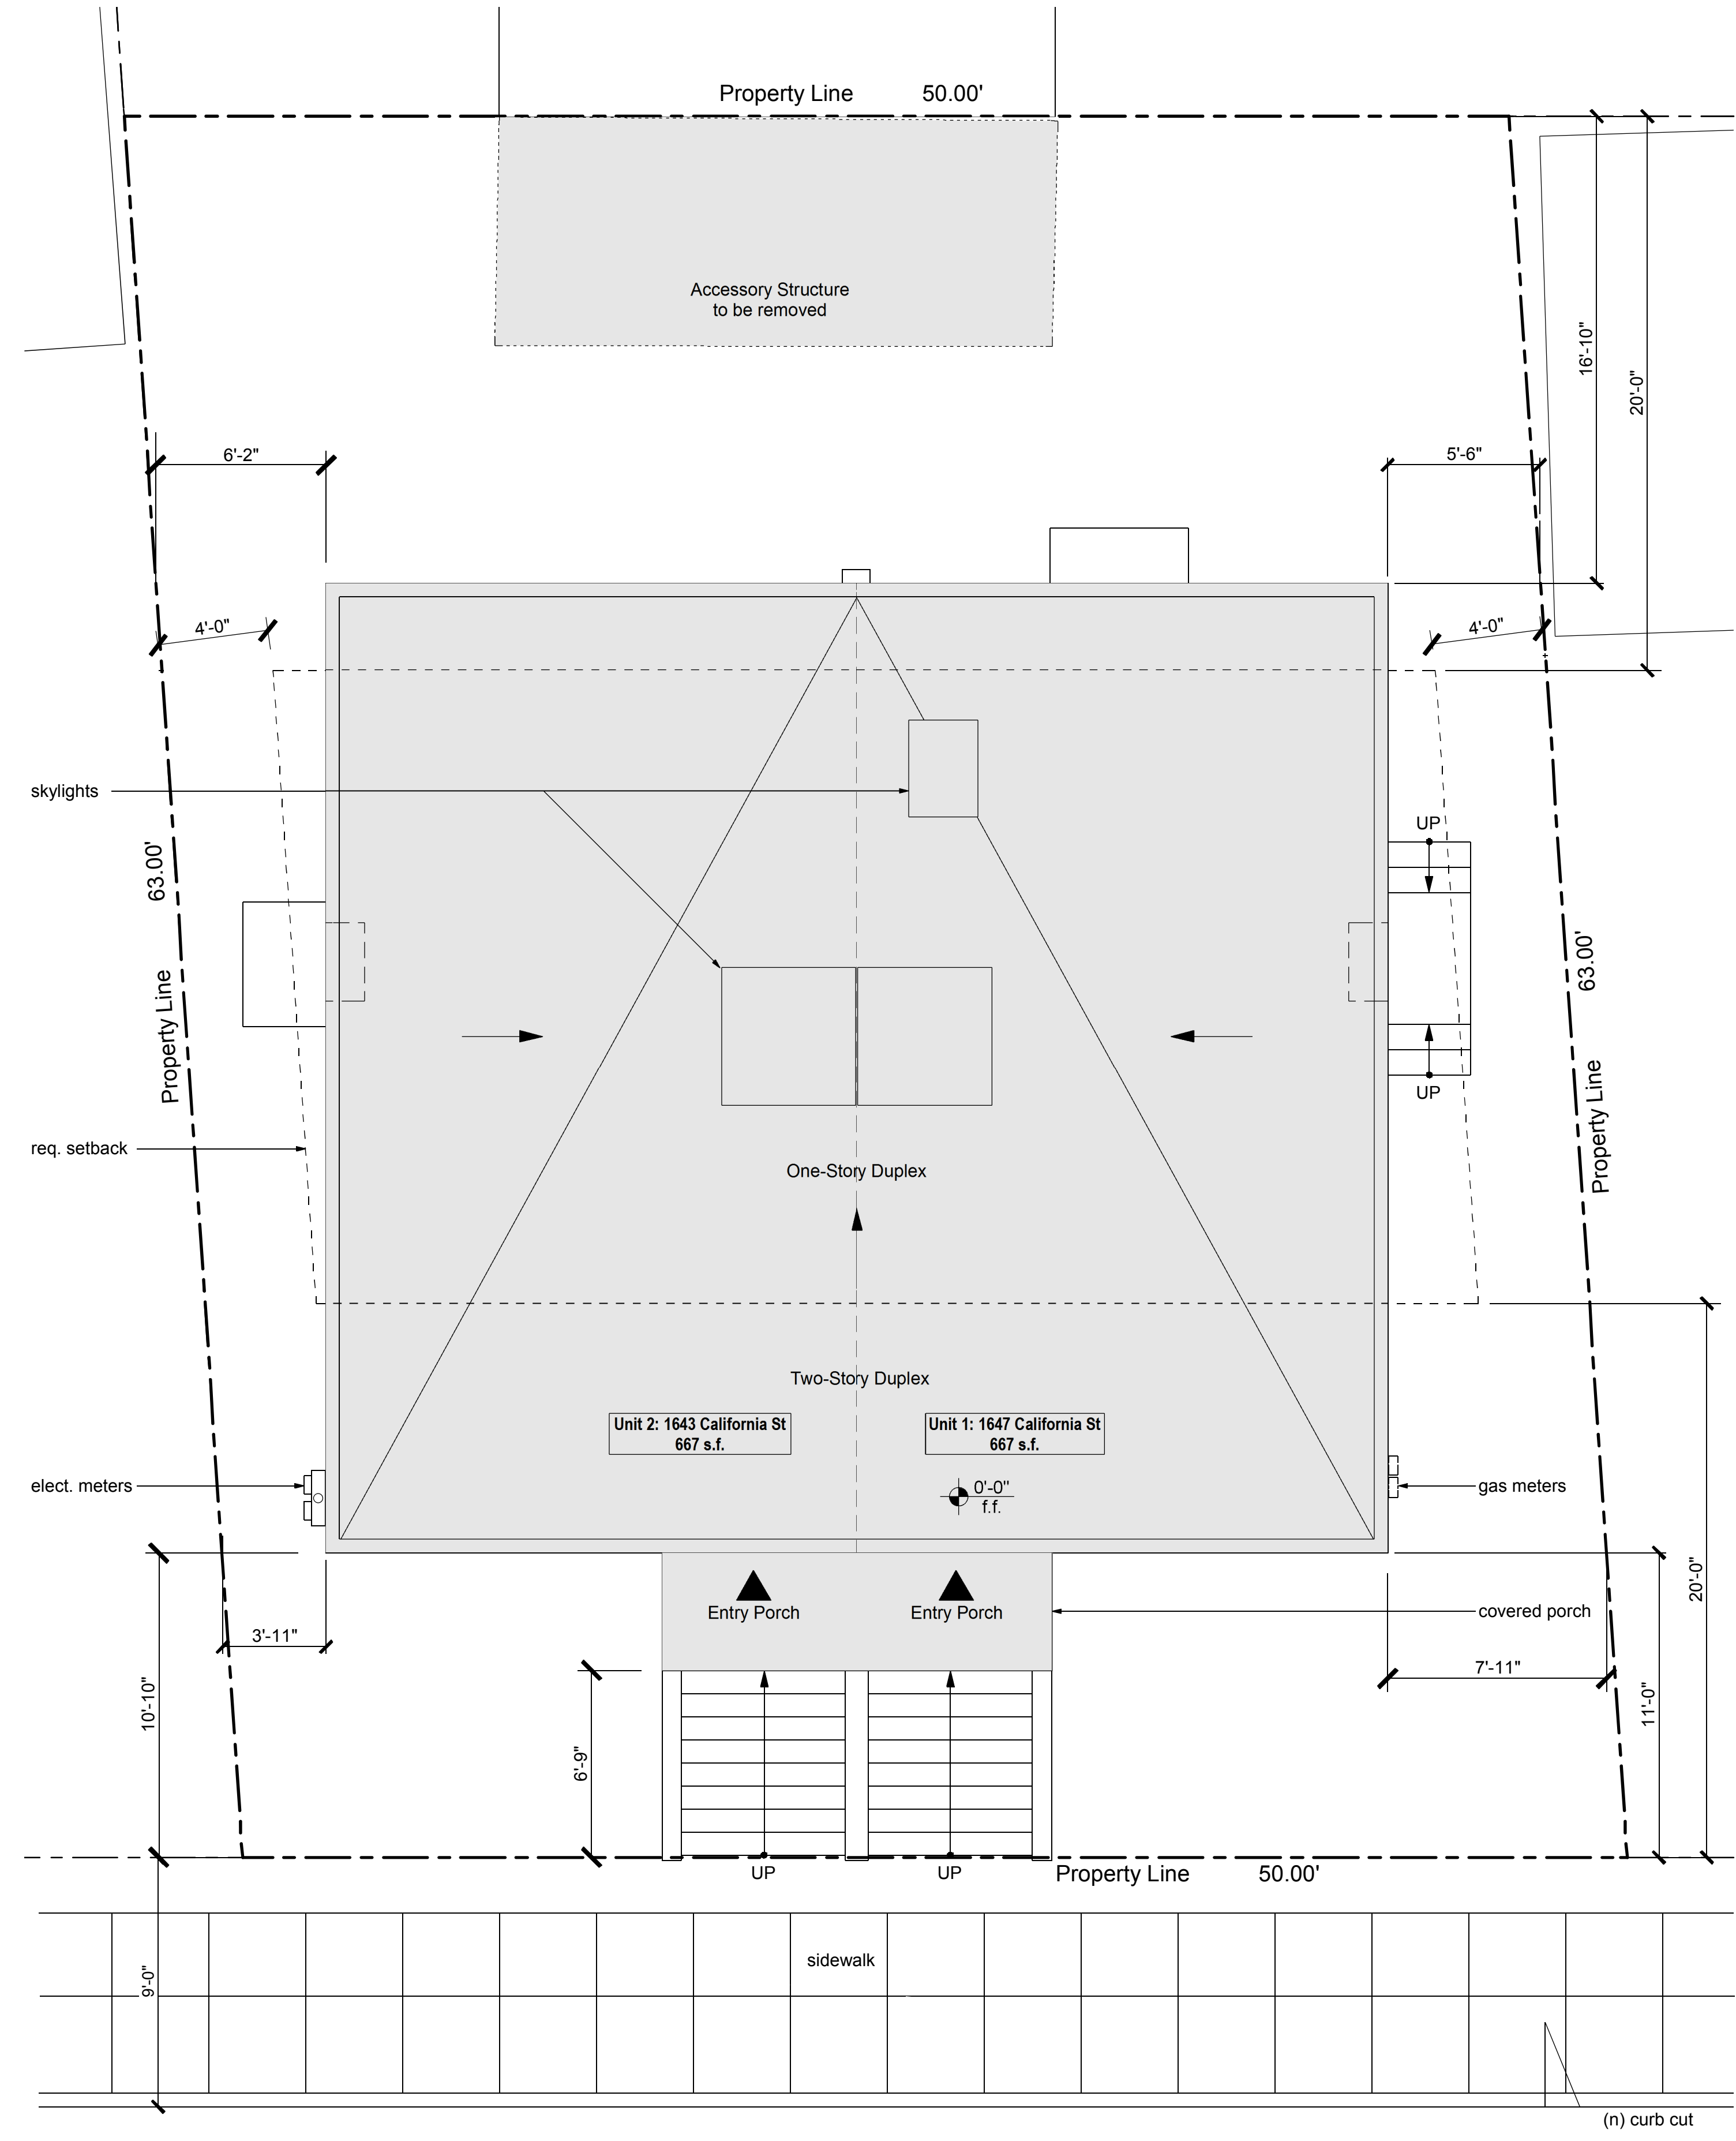 Property Line 50.00'
Accessory Structure
to be removed
16'-10"
20'-0"
6'-2"
5'-6"
4'-0"
4'-0"
skylights
UP
63.00'
Property Line
63.00'
Property Line
UP
req. setback
One-Story Duplex
Two-Story Duplex
Unit 2: 1643 California St
667 s.f.
Unit 1: 1647 California St
667 s.f.
elect. meters
0'-0"
f.f.
gas meters
Entry Porch
Entry Porch
covered porch
20'-0"
3'-11"
7'-11"
10'-10"
11'-0"
6'-9"
UP
UP
Property Line 50.00'
sidewalk
9'-0"
(n) curb cut